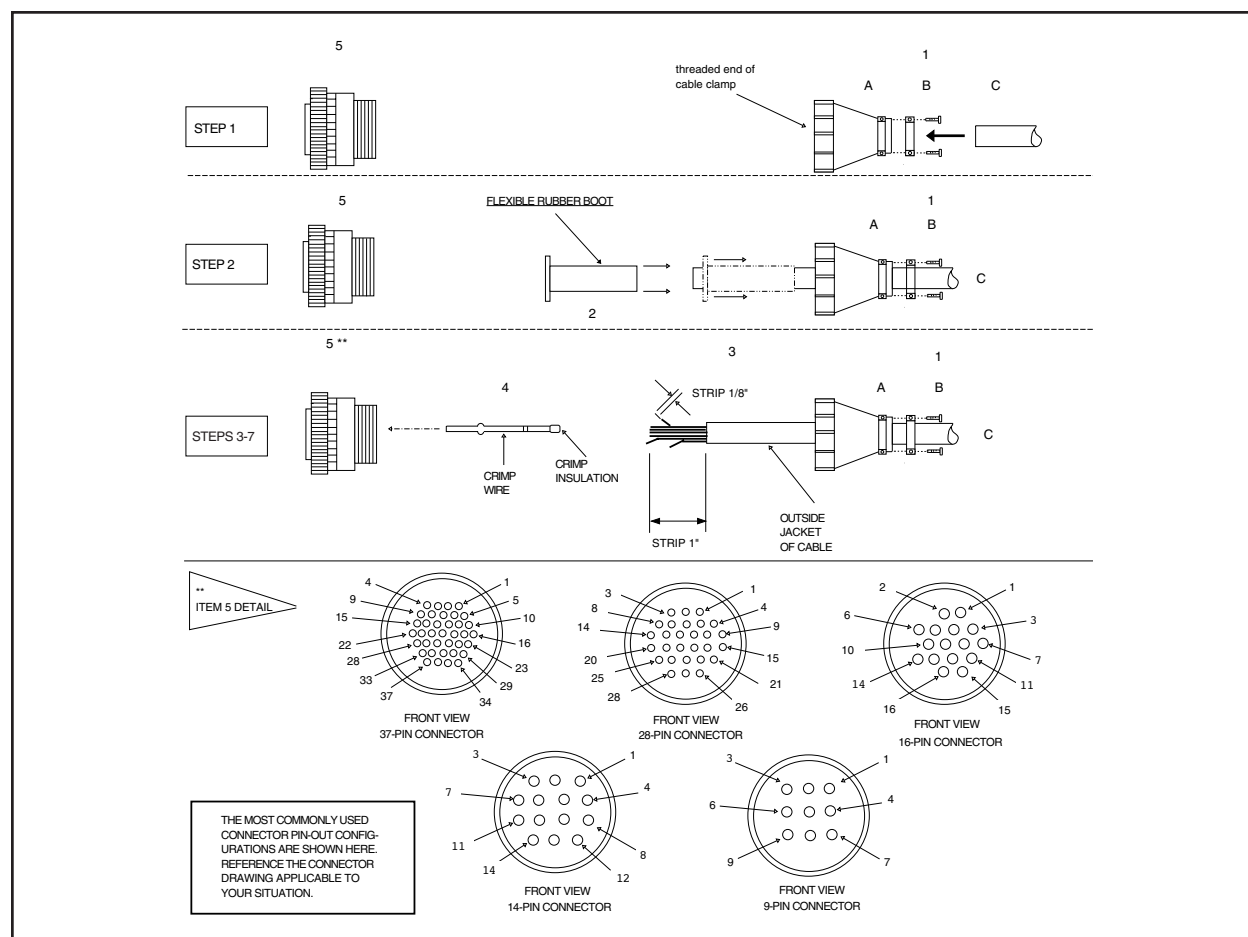 5
1
threaded end of
cable clamp
A B C
STEP 1
5
FLEXIBLE RUBBER BOOT
1
A B
STEP 2
C
2
5 **
3
1
4
A B
STRIP 1/8"
STEPS 3-7
C
CRIMP
WIRE
CRIMP
INSULATION
OUTSIDE
JACKET
OF CABLE
STRIP 1"
**
ITEM 5 DETAIL
4 1
9 5
15 10
22 16
28 23
33 29
37 34
FRONT VIEW
37-PIN CONNECTOR
3 1
8 4
14 9
20 15
25 21
28 26
FRONT VIEW
28-PIN CONNECTOR
2 1
6 3
10 7
14 11
16 15
FRONT VIEW
16-PIN CONNECTOR
3 1
7 4
11 8
14 12
FRONT VIEW
14-PIN CONNECTOR
3 1
6 4
9 7
FRONT VIEW
9-PIN CONNECTOR
THE MOST COMMONLY USED
CONNECTOR PIN-OUT CONFIG-
URATIONS ARE SHOWN HERE.
REFERENCE THE CONNECTOR
DRAWING APPLICABLE TO
YOUR SITUATION.